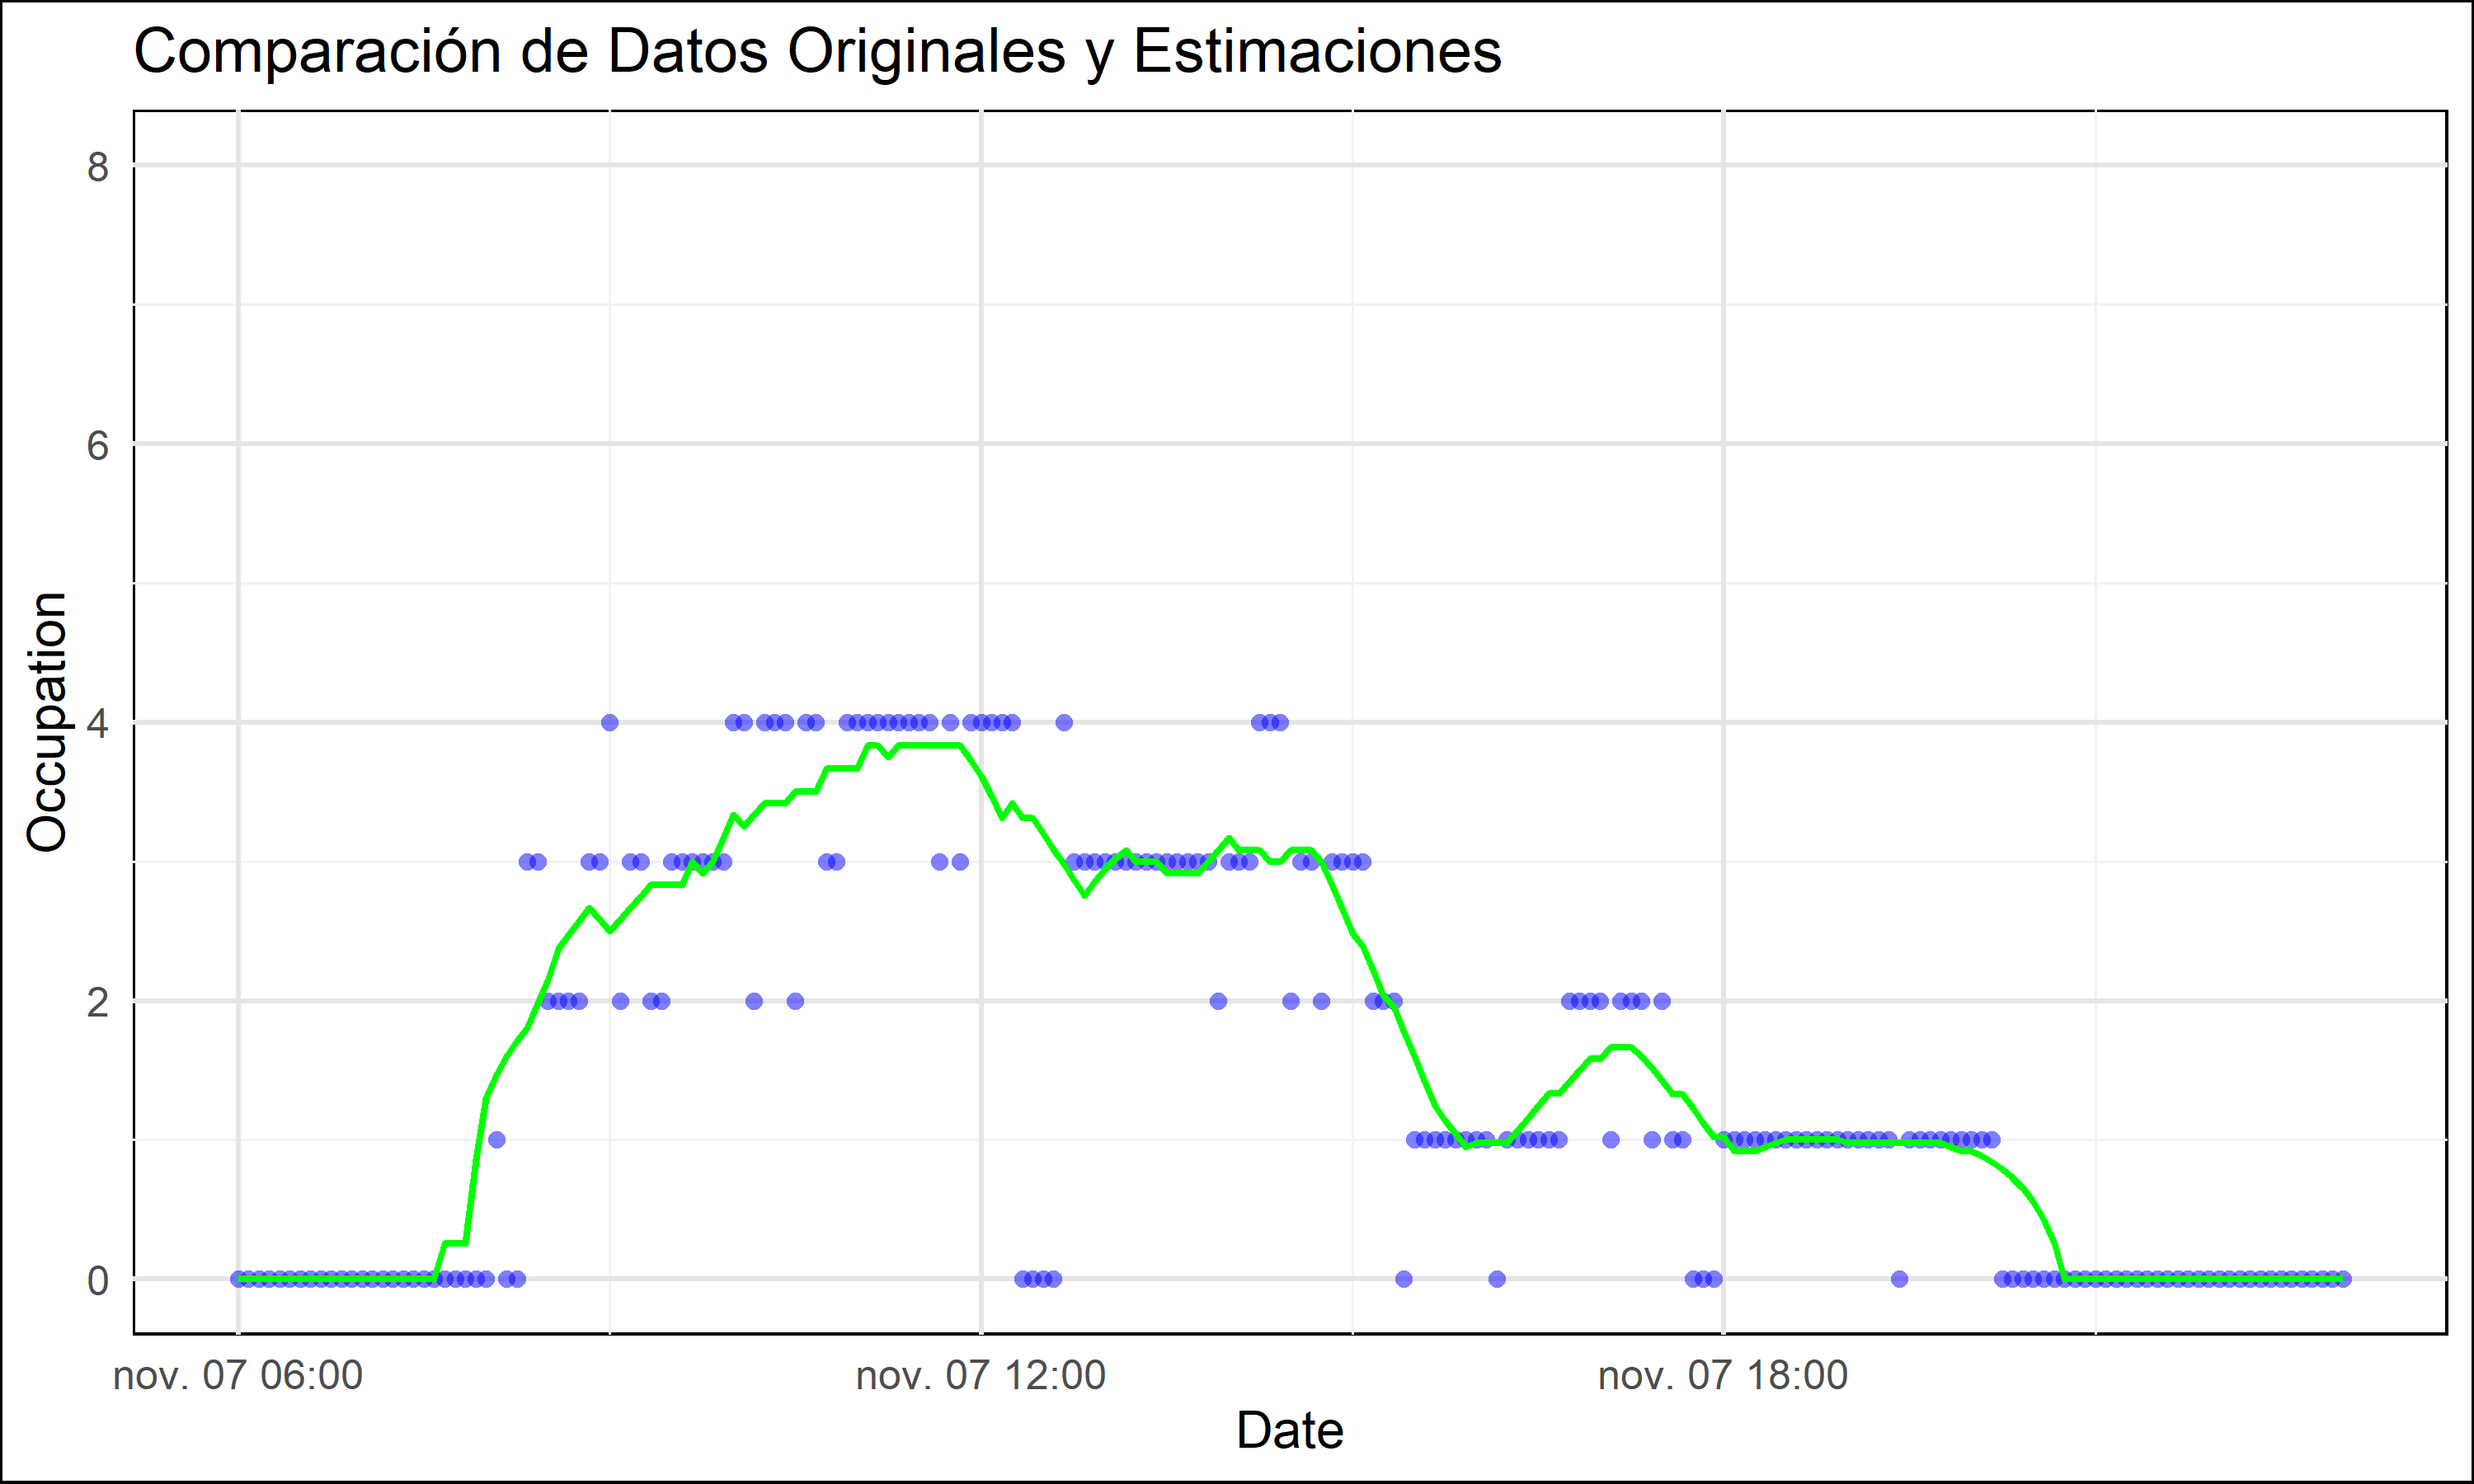 Comparación de Datos Originales y Estimaciones
8
6
4
2
0
Occupation
nov. 07 06:00
nov. 07 12:00
nov. 07 18:00
Date